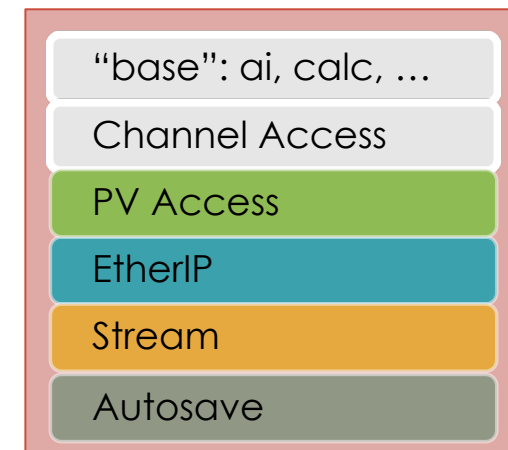 “base”: ai, calc, …
Channel Access
PV Access
EtherIP
Stream
Autosave